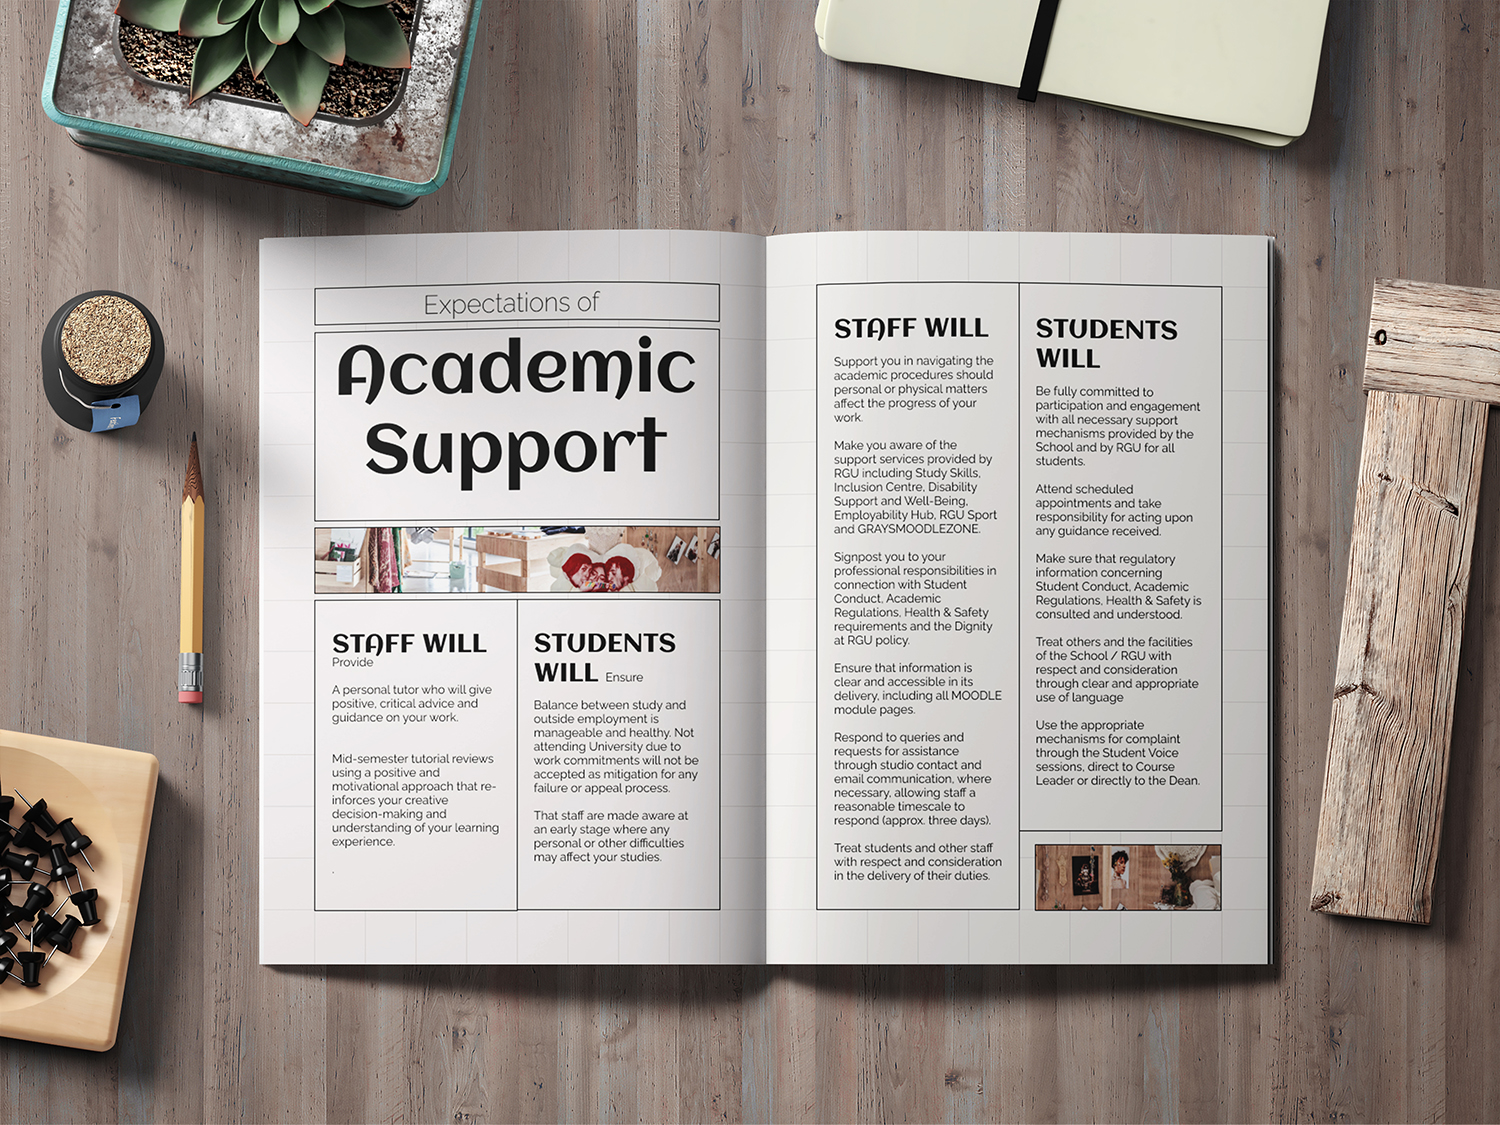 Expectations of
Academic
Support
STAFF WILL
Provide
A personal tutor who will give
positive, critical advice and
guidance on your work.
Mid-semester tutorial reviews
using a positive and
motivational approach that re-
inforces your creative
decision-making and
understanding of your learning
experience.
.
STUDENTS
WILL Ensure
Balance between study and
outside employment is
manageable and healthy. Not
attending University due to
work commitments will not be
accepted as mitigation for any
failure or appeal process.
That staff are made aware at
an early stage where any
personal or other difficulties
may affect your studies.
STAFF WILL
Support you in navigating the
academic procedures should
personal or physical matters
affect the progress of your
work.
Make you aware of the
support services provided by
RGU including Study Skills,
Inclusion Centre, Disability
Support and Well-Being,
Employability Hub, RGU Sport
and GRAYSMOODLEZONE.
Signpost you to your
professional responsibilities in
connection with Student
Conduct, Academic
Regulations, Health & Safety
requirements and the Dignity
at RGU policy.
Ensure that information is
clear and accessible in its
delivery, including all MOODLE
module pages.
Respond to queries and
requests for assistance
through studio contact and
email communication, where
necessary, allowing staff a
reasonable timescale to
respond (approx. three days).
Treat students and other staff
with respect and consideration
in the delivery of their duties.
STUDENTS
WILL
Be fully committed to
participation and engagement
with all necessary support
mechanisms provided by the
School and by RGU for all
students.
Attend scheduled
appointments and take
responsibility for acting upon
any guidance received.
Make sure that regulatory
information concerning
Student Conduct, Academic
Regulations, Health & Safety is
consulted and understood.
Treat others and the facilities
of the School / RGU with
respect and consideration
through clear and appropriate
use of language
Use the appropriate
mechanisms for complaint
through the Student Voice
sessions, direct to Course
Leader or directly to the Dean.